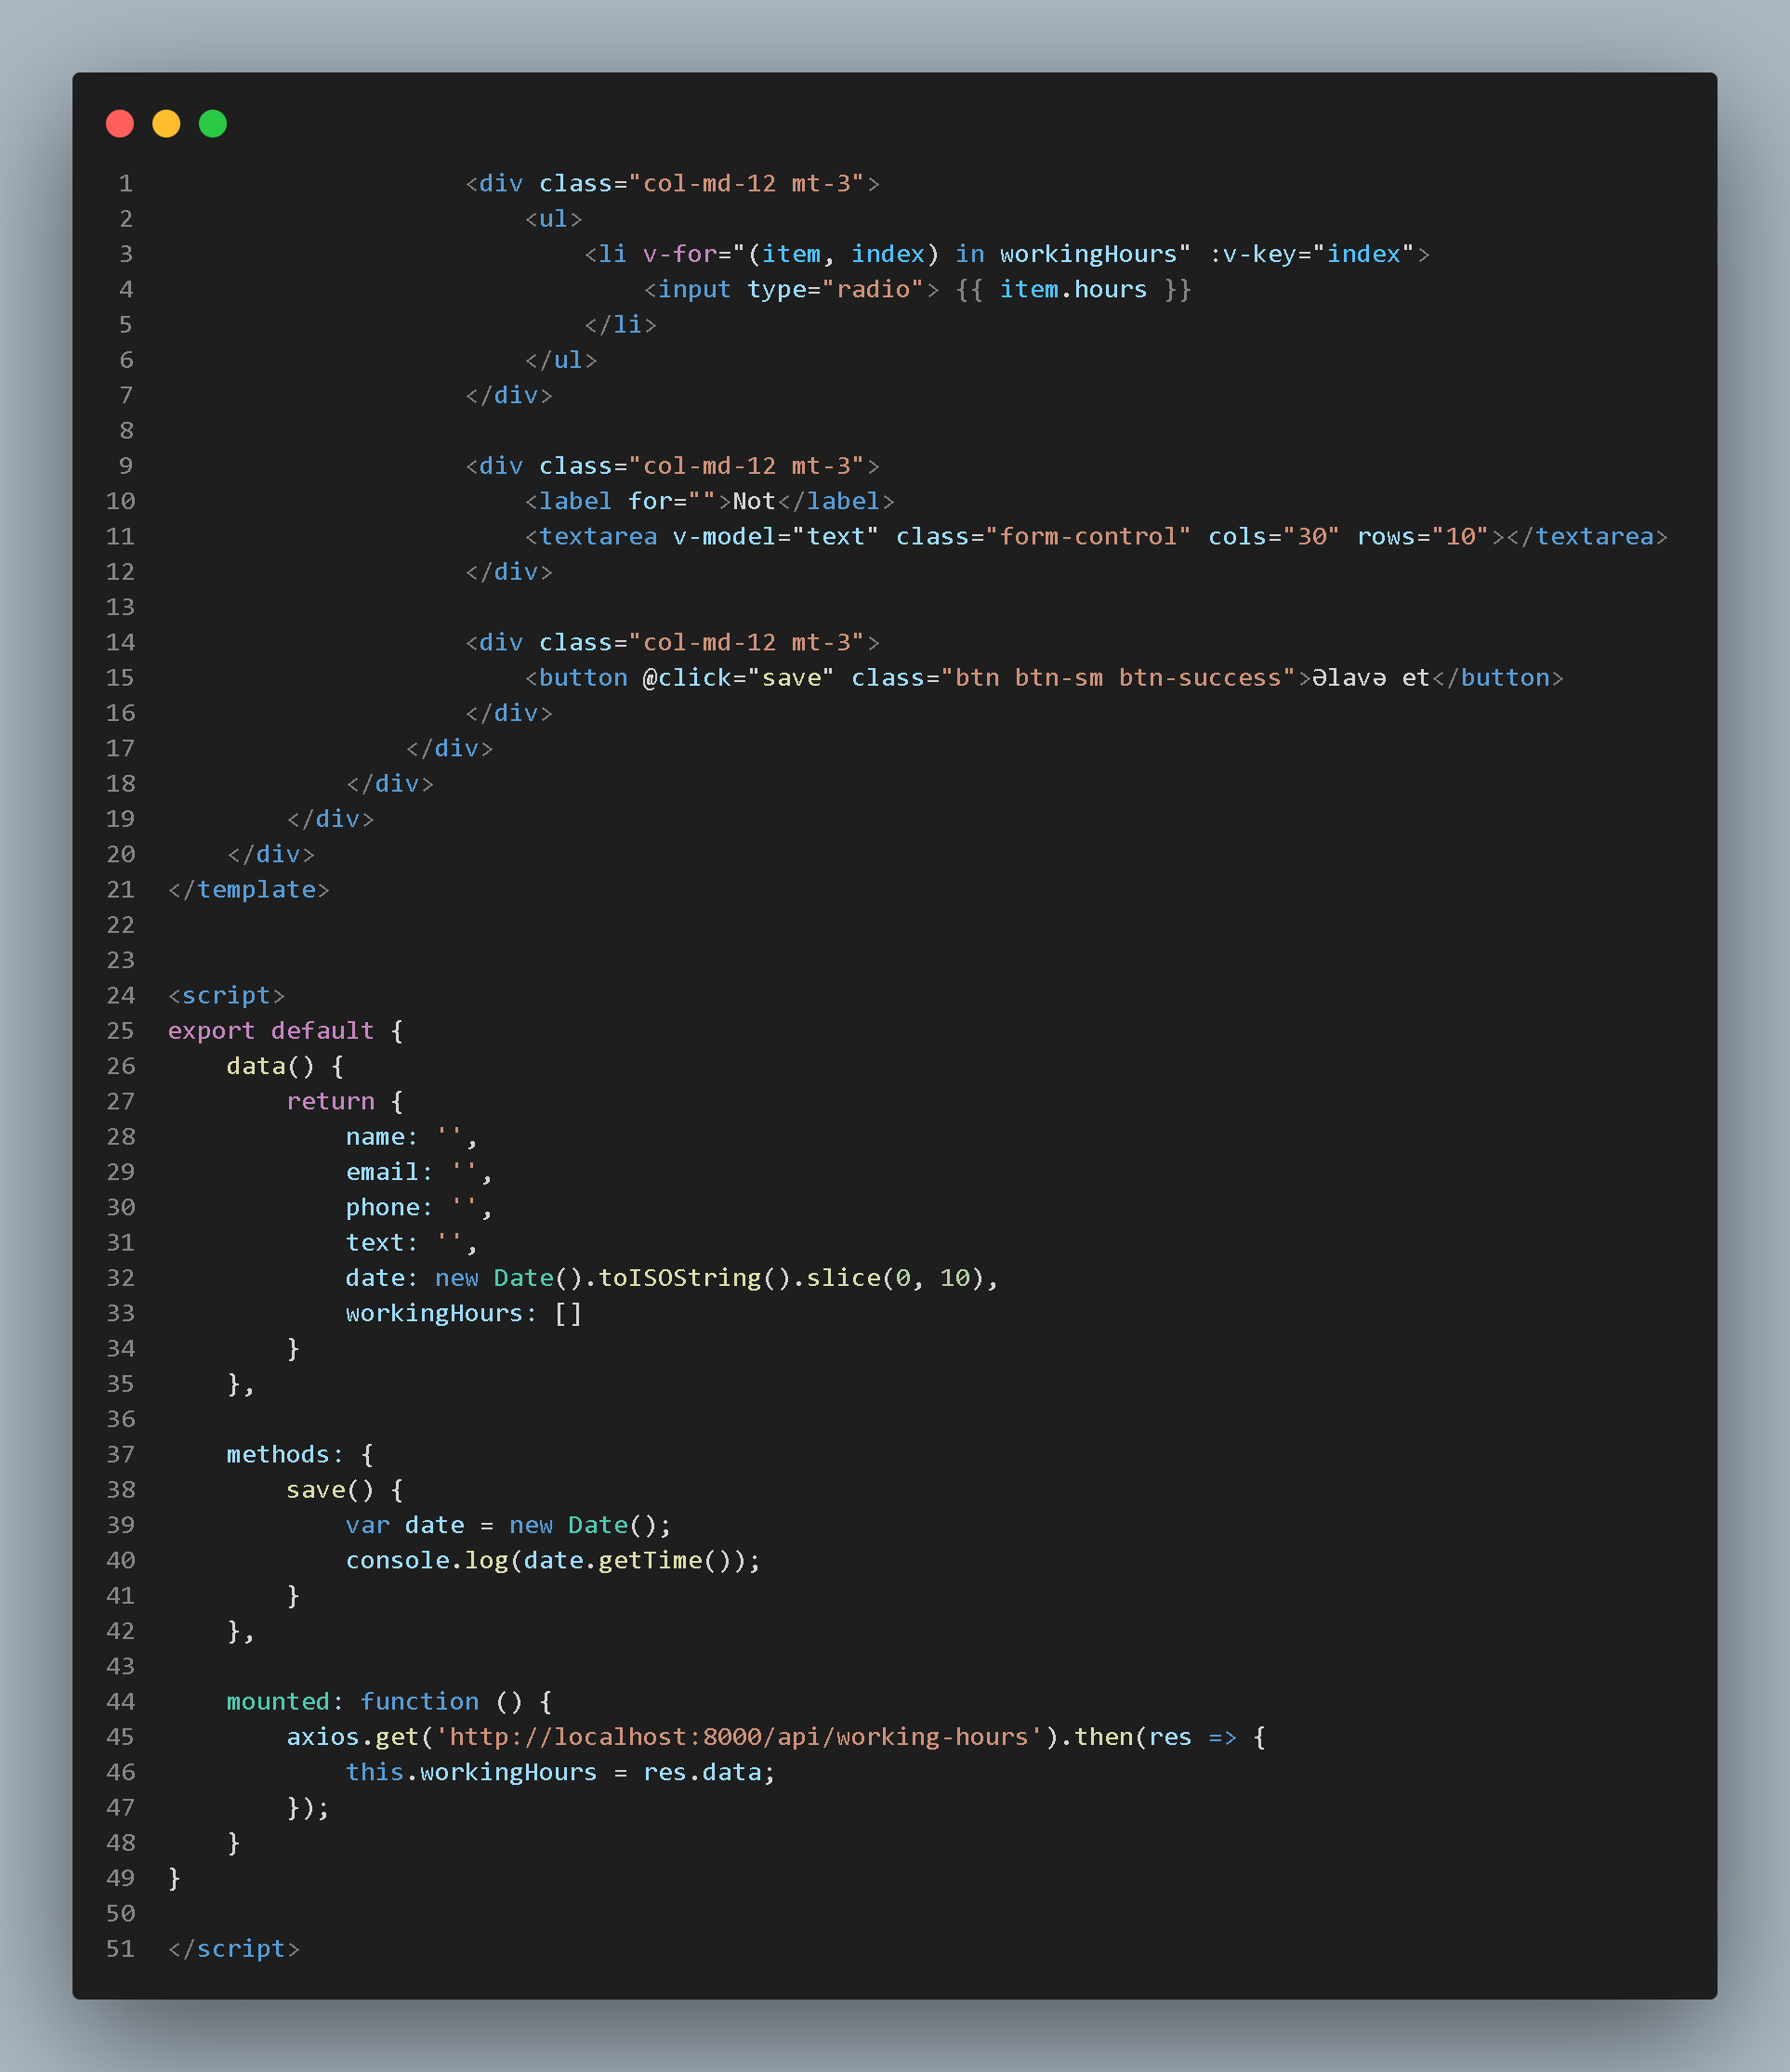 1 <div class="col-md-12 mt-3">
2 <ul>
3 <li v-for="(item, index) in workingHours" :v-key="index">
4 <input type="radio"> {{ item.hours }}
5 </li>
6 </ul>
7 </div>
8
9 <div class="col-md-12 mt-3">
10 <label for="">Not</label>
11 <textarea v-model="text" class="form-control" cols="30" rows="10"></textarea>
12 </div>
13
14 <div class="col-md-12 mt-3">
15 <button @click="save" class="btn btn-sm btn-success">Əlavə et</button>
16 </div>
17 </div>
18 </div>
19 </div>
20 </div>
21 </template>
22
23
24 <script>
25 export default {
26 data() {
27 return {
28 name: '',
29 email: '',
30 phone: '',
31 text: '',
32 date: new Date().toISOString().slice(0, 10),
33 workingHours: []
34 }
35 },
36
37 methods: {
38 save() {
39 var date = new Date();
40 console.log(date.getTime());
41 }
42 },
43
44 mounted: function () {
45 axios.get('http://localhost:8000/api/working-hours').then(res => {
46 this.workingHours = res.data;
47 });
48 }
49 }
50
51 </script>